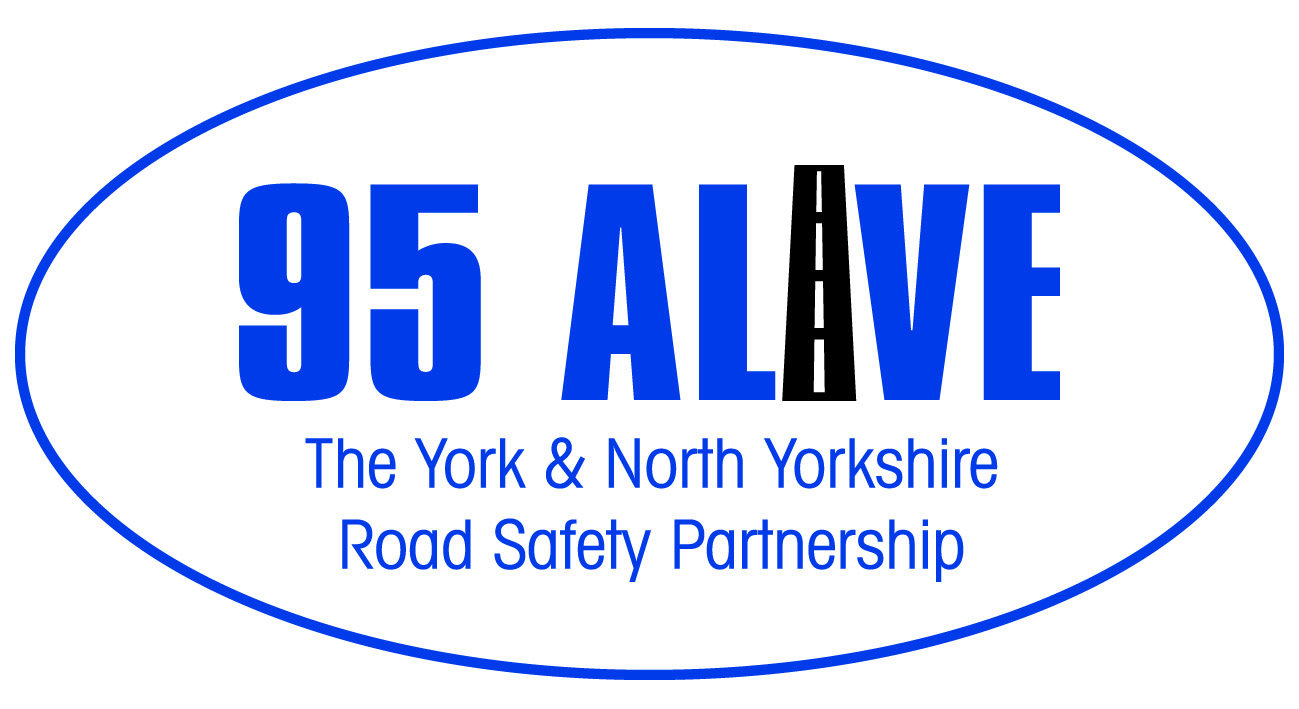 95 ALIVE
The York & North Yorkshire
Road Safety Partnership